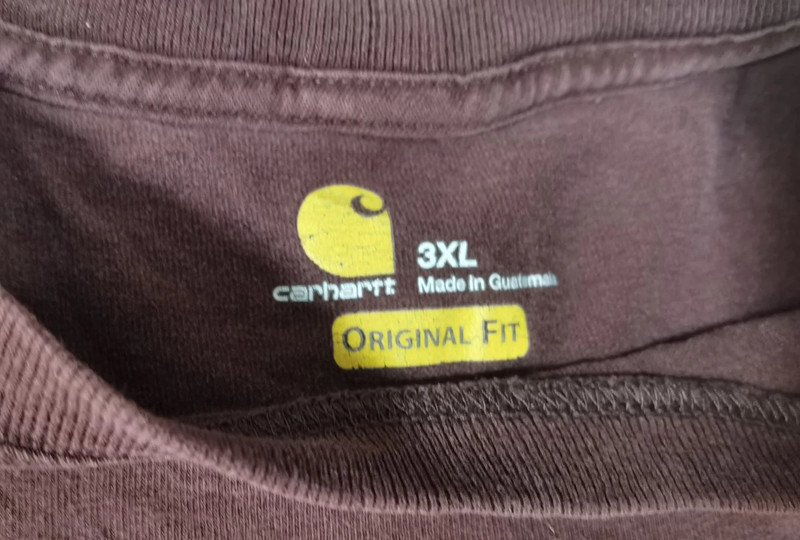 carhartt
3XL
Made in Guatemala
ORIGINAL FIT